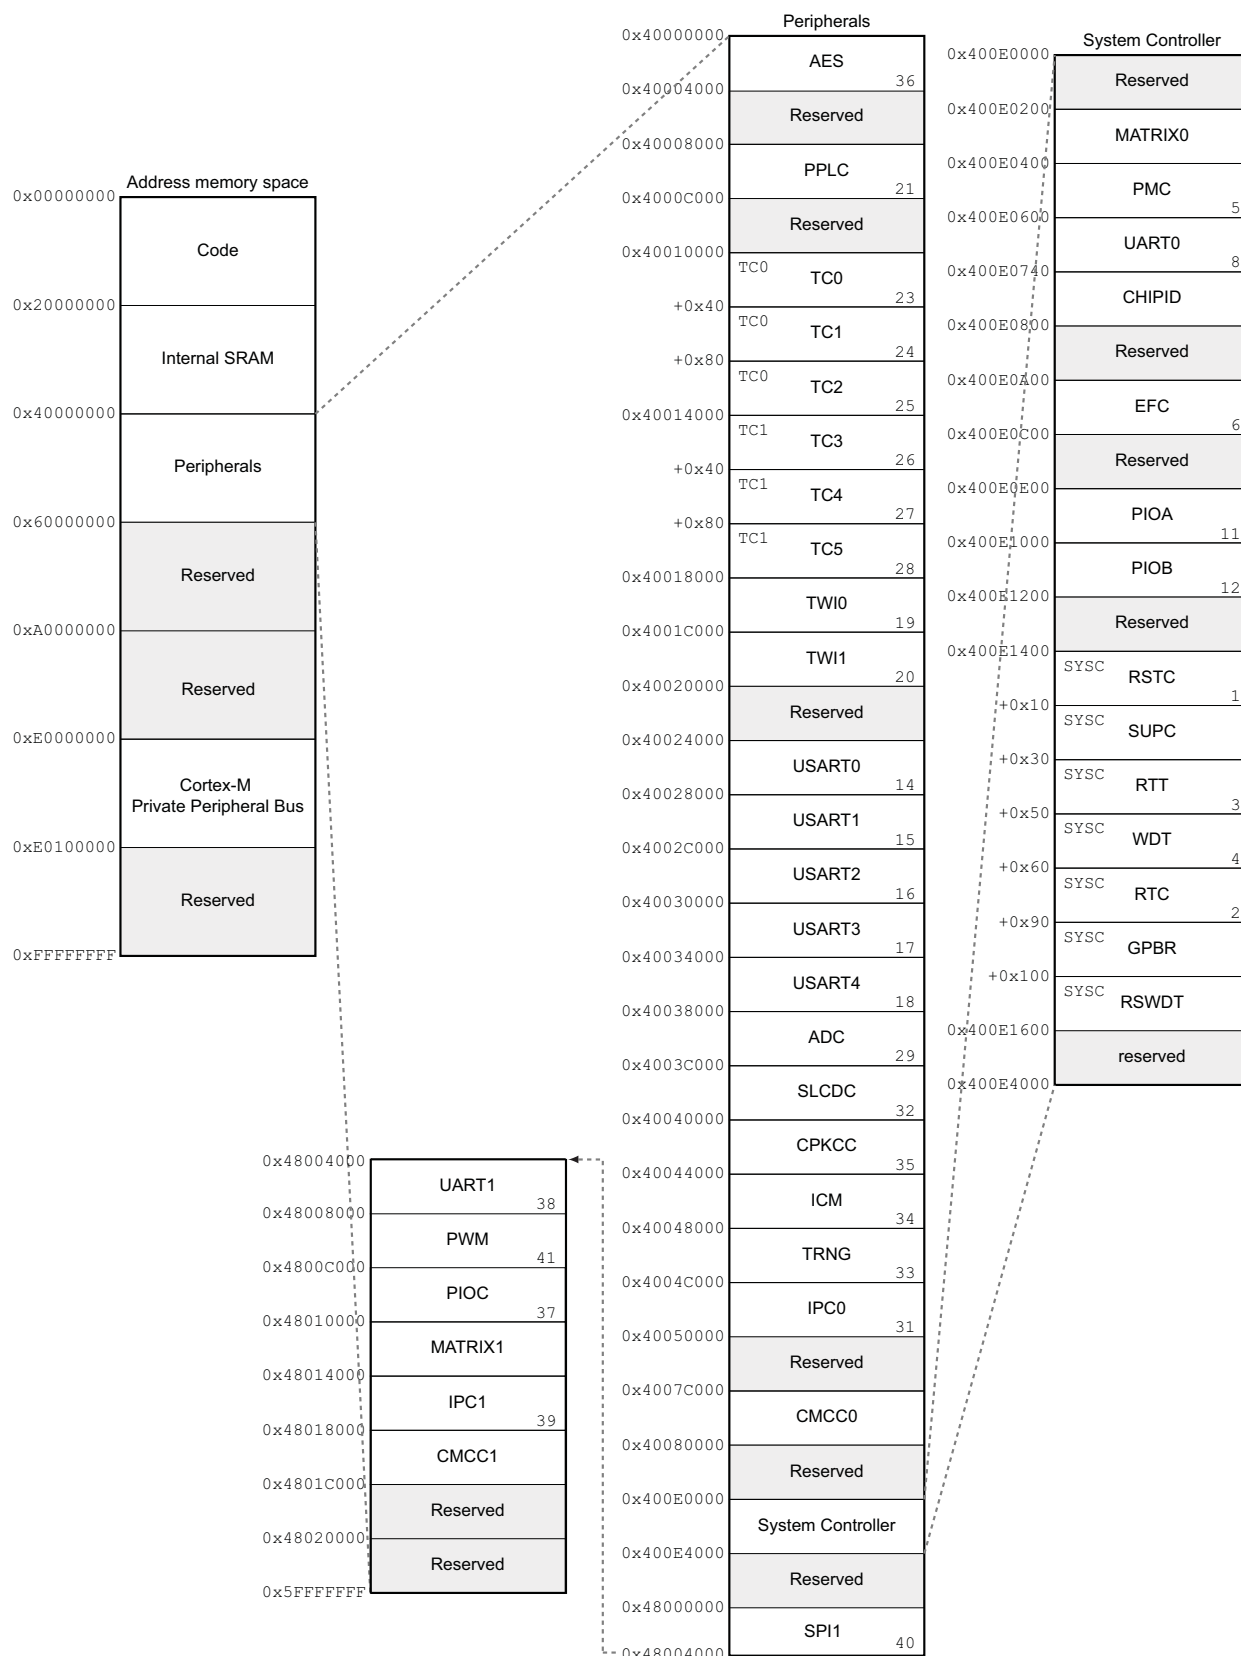 Address memory space
0x00000000
Code
0x20000000
Internal SRAM
0x40000000
Peripherals
0x60000000
Reserved
0xA0000000
Reserved
0xE0000000
Cortex-M
Private Peripheral Bus
0xE0100000
Reserved
0xFFFFFFFF
Peripherals
0x40000000
AES
36
0x40004000
Reserved
0x40008000
PPLC
21
0x4000C000
Reserved
0x40010000
TC0
TC0
23
+0x40
TC0
TC1
24
+0x80
TC0
TC2
25
0x40014000
TC1
TC3
26
+0x40
TC1
TC4
27
+0x80
TC1
TC5
28
0x40018000
TWI0
19
0x4001C000
TWI1
20
0x40020000
Reserved
0x40024000
USART0
14
0x40028000
USART1
15
0x4002C000
USART2
16
0x40030000
USART3
17
0x40034000
USART4
18
0x40038000
ADC
29
0x4003C000
SLCDC
32
0x40040000
CPKCC
35
0x40044000
ICM
34
0x40048000
TRNG
33
0x4004C000
IPC0
31
0x40050000
Reserved
0x4007C000
CMCC0
0x40080000
Reserved
0x400E0000
System Controller
0x400E4000
Reserved
0x48000000
SPI1
40
0x48004000
0x48004000
UART1
38
0x48008000
PWM
41
0x4800C000
PIOC
37
0x48010000
MATRIX1
0x48014000
IPC1
39
0x48018000
CMCC1
0x4801C000
Reserved
0x48020000
Reserved
0x5FFFFFFF
System Controller
0x400E0000
Reserved
0x400E0200
MATRIX0
0x400E0400
PMC
5
0x400E0600
UART0
8
0x400E0740
CHIPID
0x400E0800
Reserved
0x400E0A00
EFC
6
0x400E0C00
Reserved
0x400E0E00
PIOA
11
0x400E1000
PIOB
12
0x400E1200
Reserved
0x400E1400
SYSC
RSTC
1
+0x10
SYSC
SUPC
+0x30
SYSC
RTT
3
+0x50
SYSC
WDT
4
+0x60
SYSC
RTC
2
+0x90
SYSC
GPBR
+0x100
SYSC
RSWDT
0x400E1600
reserved
0x400E4000